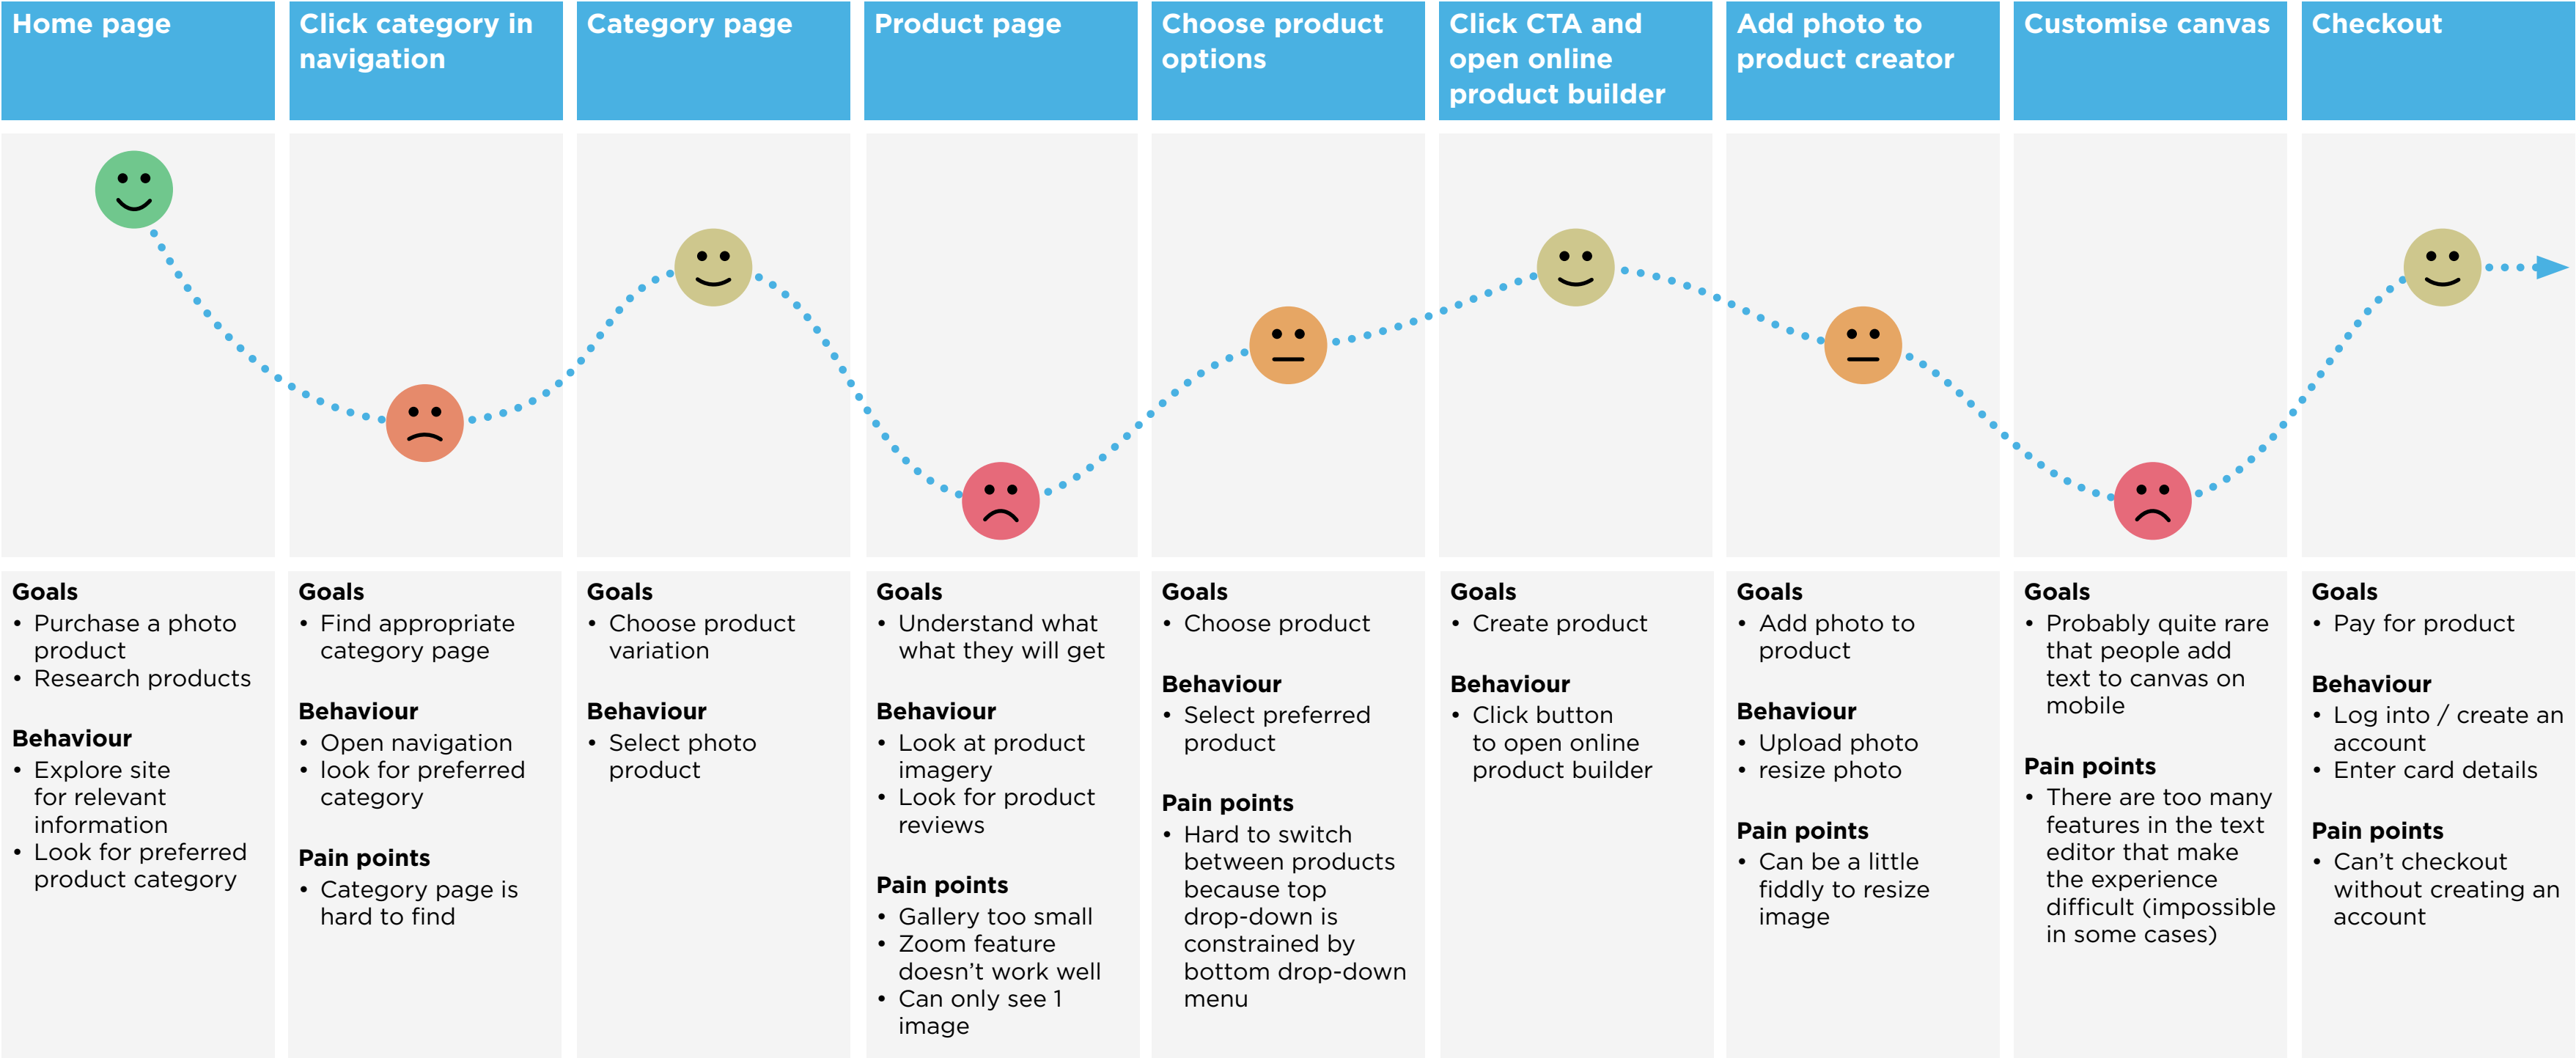 Home page
Click category in
navigation
Category page
Product page
Choose product
options
Click CTA and
open online
product builder
Add photo to
product creator
Customise canvas
Checkout
Goals
• Purchase a photo
product
• Research products
Behaviour
• Explore site
for relevant
information
• Look for preferred
product category
Goals
• Find appropriate
category page
Behaviour
• Open navigation
• look for preferred
category
Pain points
• Category page is
hard to find
Goals
• Choose product
variation
Behaviour
• Select photo
product
Goals
• Understand what
what they will get
Behaviour
• Look at product
imagery
• Look for product
reviews
Pain points
• Gallery too small
• Zoom feature
doesn’t work well
• Can only see 1
image
Goals
• Choose product
Behaviour
• Select preferred
product
Pain points
• Hard to switch
between products
because top
drop-down is
constrained by
bottom drop-down
menu
Goals
• Create product
Behaviour
• Click button
to open online
product builder
Goals
• Add photo to
product
Behaviour
• Upload photo
• resize photo
Pain points
• Can be a little
fiddly to resize
image
Goals
• Probably quite rare
that people add
text to canvas on
mobile
Pain points
• There are too many
features in the text
editor that make
the experience
difficult (impossible
in some cases)
Goals
• Pay for product
Behaviour
• Log into / create an
account
• Enter card details
Pain points
• Can’t checkout
without creating an
account